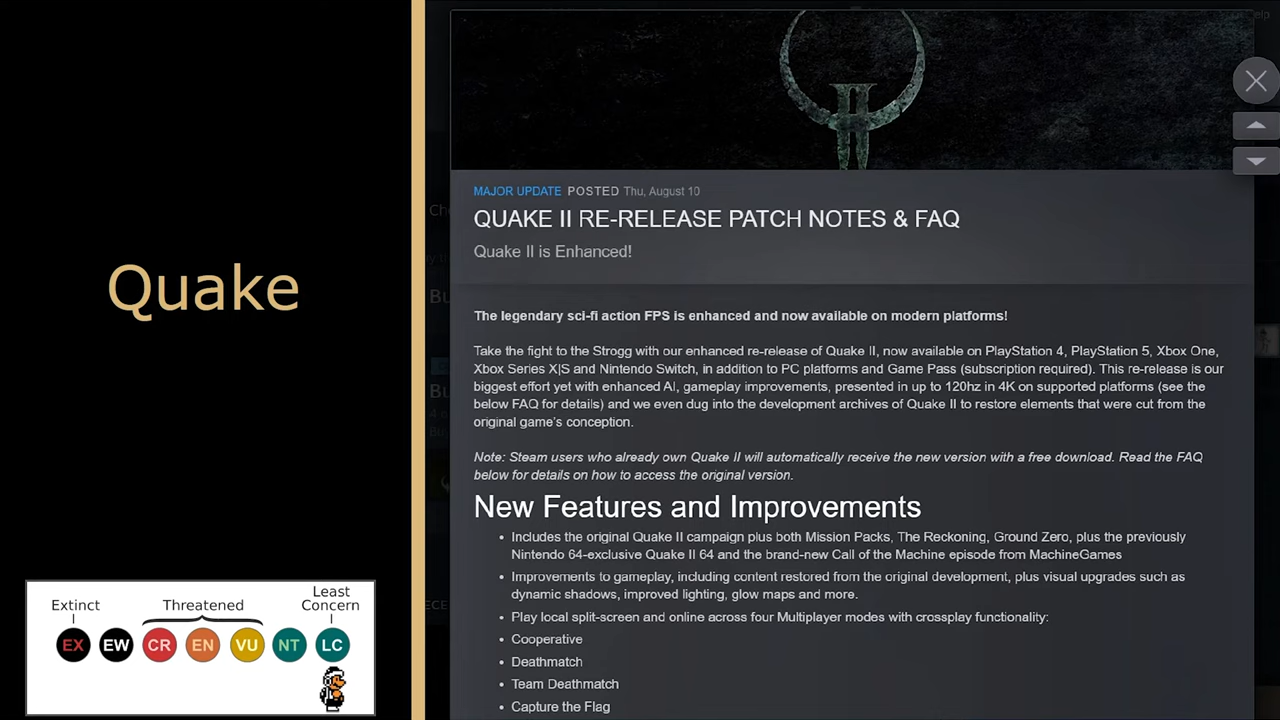 Quake
Extinct
Threatened
Least
Concern
EX EW CR EN VU NT LC
MAJOR UPDATE POSTED Thu, August 10
QUAKE II RE-RELEASE PATCH NOTES & FAQ
Quake II is Enhanced!
The legendary sci-fi action FPS is enhanced and now available on modern platforms!
Take the fight to the Strogg with our enhanced re-release of Quake II, now available on PlayStation 4, PlayStation 5, Xbox One,
Xbox Series X|S and Nintendo Switch, in addition to PC platforms and Game Pass (subscription required). This re-release is our
biggest effort yet with enhanced AI, gameplay improvements, presented in up to 120hz in 4K on supported platforms (see the
below FAQ for details) and we even dug into the development archives of Quake II to restore elements that were cut from the
original game's conception.
Note: Steam users who already own Quake II will automatically receive the new version with a free download. Read the FAQ
below for details on how to access the original version.
New Features and Improvements
• Includes the original Quake II campaign plus both Mission Packs, The Reckoning, Ground Zero, plus the previously
Nintendo 64-exclusive Quake II 64 and the brand-new Call of the Machine episode from MachineGames
• Improvements to gameplay, including content restored from the original development, plus visual upgrades such as
dynamic shadows, improved lighting, glow maps and more.
• Play local split-screen and online across four Multiplayer modes with crossplay functionality:
• Cooperative
• Deathmatch
• Team Deathmatch
• Capture the Flag